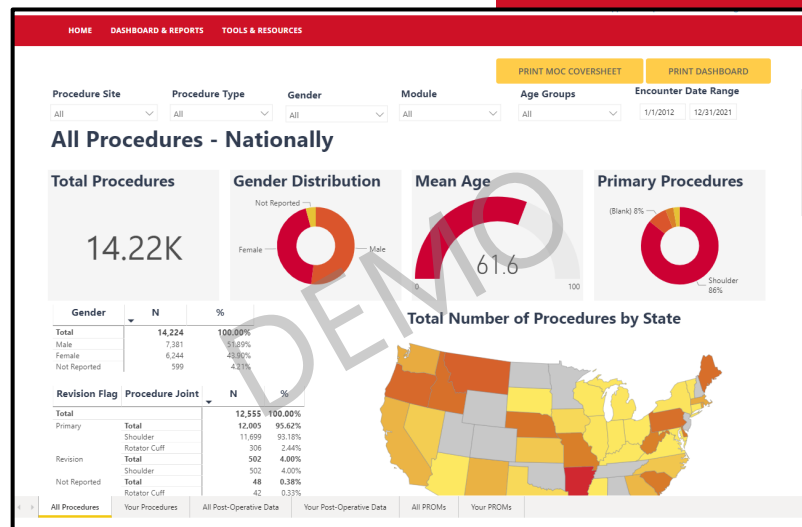 HOME DASHBOARD & REPORTS TOOLS & RESOURCES
PRINT MOC COVERSHEET PRINT DASHBOARD
Procedure Site Procedure Type Gender Module Age Groups Encounter Date Range
All All All All All 1/1/2012 12/31/2021
All Procedures - Nationally
Total Procedures Gender Distribution Mean Age Primary Procedures
Not Reported
(Blank) 8%
14.22K
Female Male
61.6
0 100
Shoulder
86%
DEMO
Gender N %
Total 14,224 100.00%
Male 7,381 51.89%
Female 6,244 43.90%
Not Reported 599 4.21%
Total Number of Procedures by State
Revision Flag Procedure Joint N %
Total 12,555 100.00%
Primary Total 12,005 95.62%
Shoulder 11,699 93.18%
Rotator Cuff 306 2.44%
Revision Total 502 4.00%
Shoulder 502 4.00%
Not Reported Total 48 0.38%
Rotator Cuff 42 0.33%
All Procedures Your Procedures All Post-Operative Data Your Post-Operative Data All PROMs Your PROMs